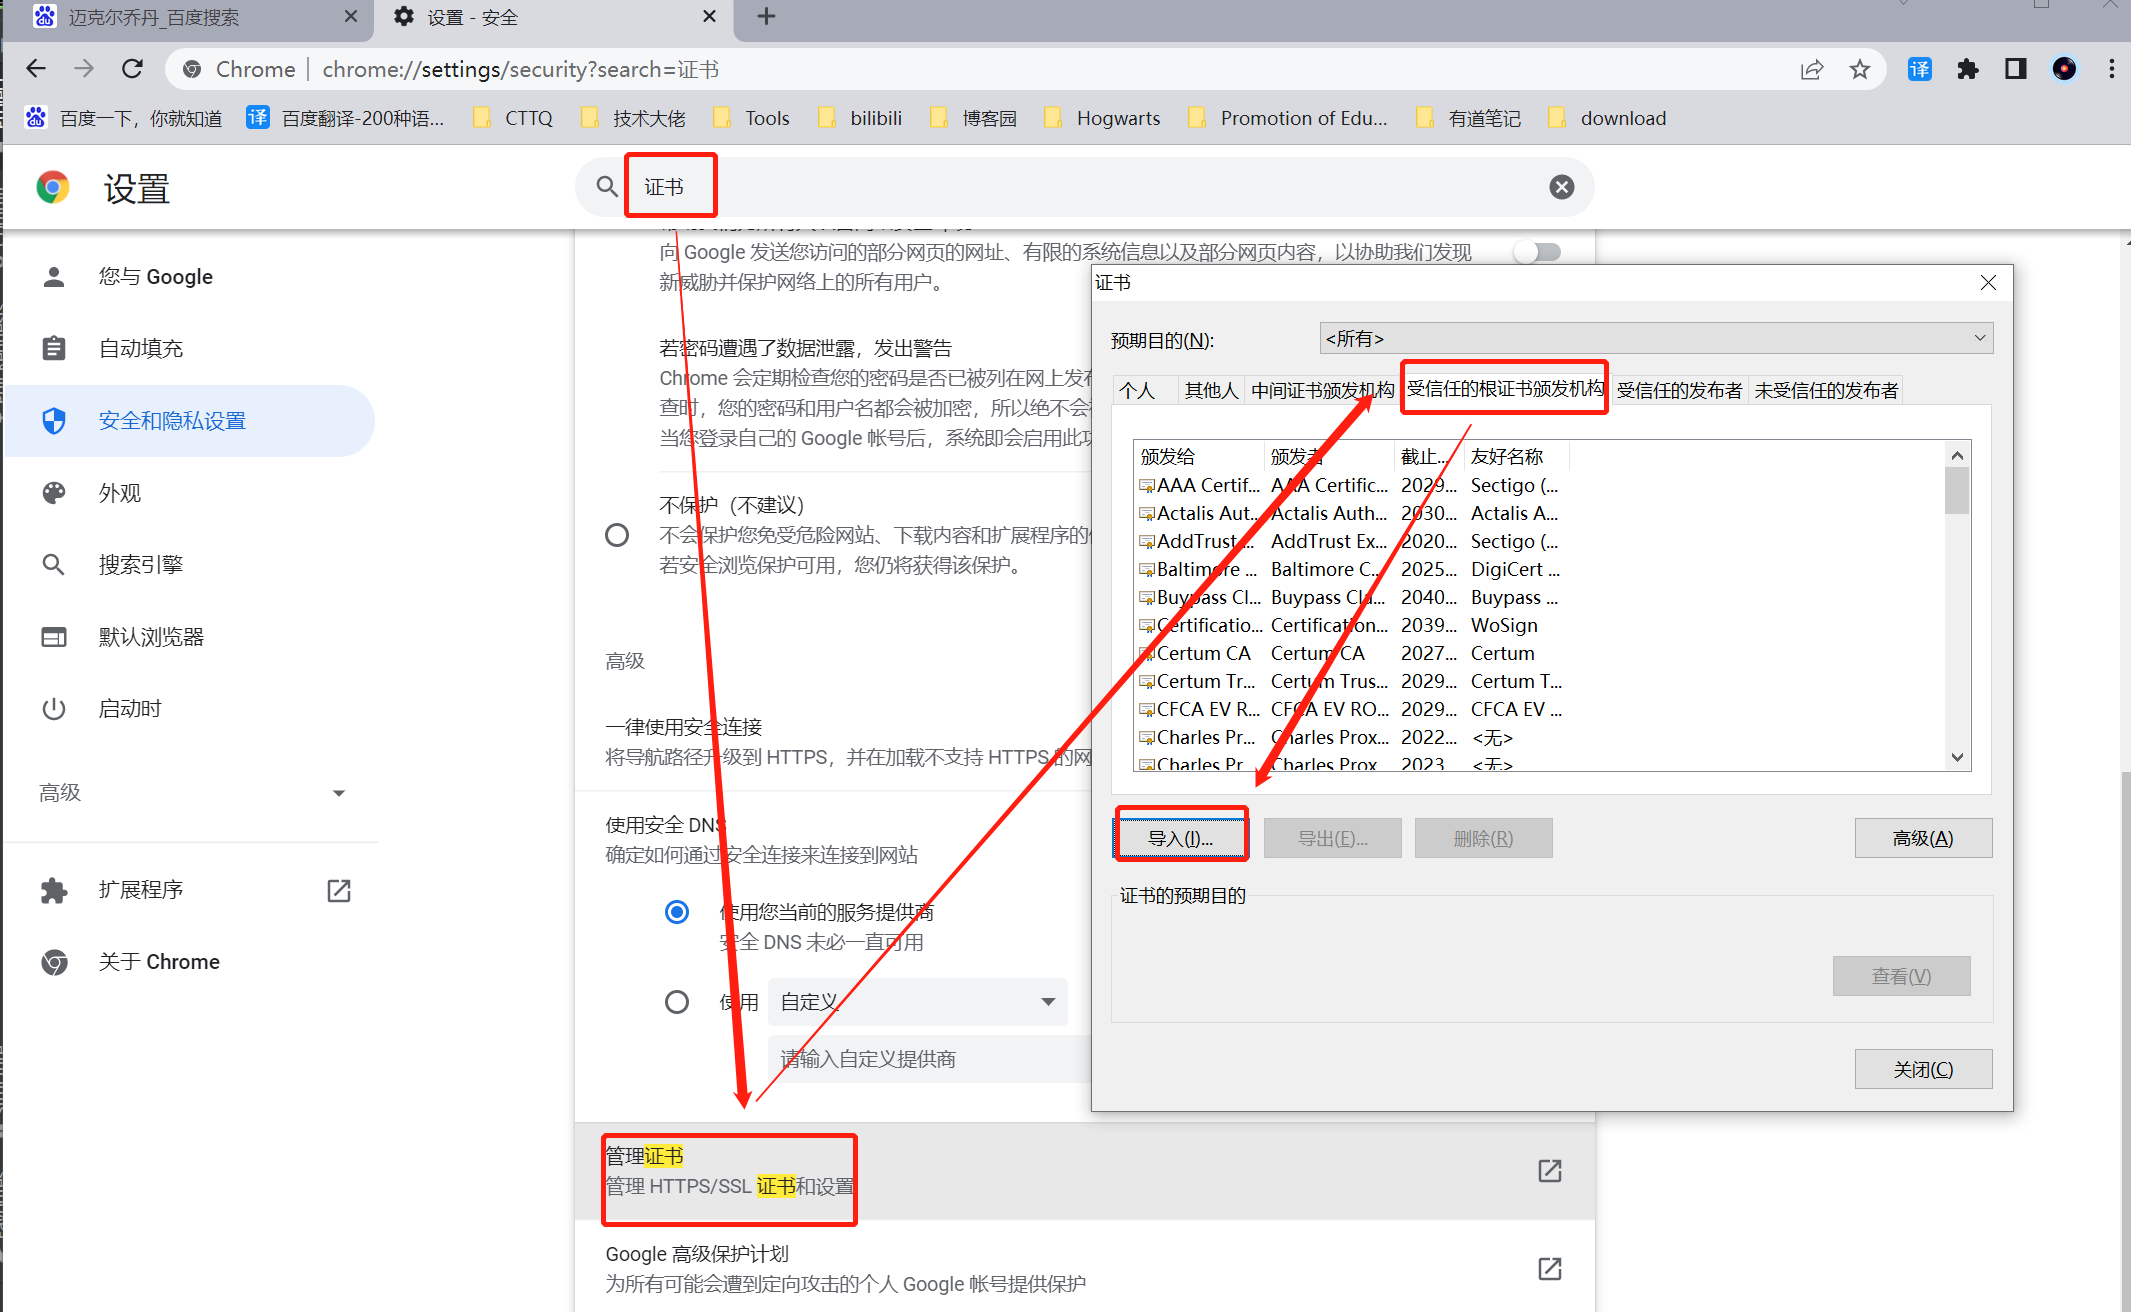 迈克尔乔丹_百度搜索
设置 - 安全
Chrome
chrome://settings/security?search=证书
百度一下，你就知道
百度翻译-200种语...
CTTQ
技术大佬
Tools
bilibili
博客园
Hogwarts
Promotion of Edu...
有道笔记
download
设置
证书
您与 Google
自动填充
安全和隐私设置
外观
搜索引擎
默认浏览器
启动时
高级
扩展程序
关于 Chrome
向 Google 发送您访问的部分网页的网址、有限的系统信息以及部分网页内容，以协助我们发现
新威胁并保护网络上的所有用户。
若密码遭遇了数据泄露，发出警告
Chrome 会定期检查您的密码是否已被列在网上发布
查时，您的密码和用户名都会被加密，所以绝不会
当您登录自己的 Google 帐号后，系统即会启用此功
不保护（不建议）
不会保护您免受危险网站、下载内容和扩展程序的
若安全浏览保护可用，您仍将获得该保护。
高级
一律使用安全连接
将导航路径升级到 HTTPS，并在加载不支持 HTTPS 的网
使用安全 DNS
确定如何通过安全连接来连接到网站
使用您当前的服务提供商
安全 DNS 未必一直可用
使用
自定义
请输入自定义提供商
管理证书
管理 HTTPS/SSL 证书和设置
Google 高级保护计划
为所有可能会遭到定向攻击的个人 Google 帐号提供保护
证书
预期目的(N):
<所有>
个人
其他人
中间证书颁发机构
受信任的根证书颁发机构
受信任的发布者
未受信任的发布者
颁发给 颁发者 截止... 友好名称
AAA Certif... AAA Certific... 2029... Sectigo (...
Actalis Aut... Actalis Auth... 2030... Actalis A...
AddTrust ... AddTrust Ex... 2020... Sectigo (...
Baltimore ... Baltimore C... 2025... DigiCert ...
Buypass Cl... Buypass Cla... 2040... Buypass ...
Certificatio... Certification... 2039... WoSign
Certum CA Certum CA 2027... Certum
Certum Tr... Certum Trus... 2029... Certum T...
CFCA EV R... CFCA EV RO... 2029... CFCA EV ...
Charles Pr... Charles Prox... 2022... <无>
Charles Pr Charles Prox 2023 <无>
导入(I)...
导出(E)...
删除(R)
高级(A)
证书的预期目的
查看(V)
关闭(C)